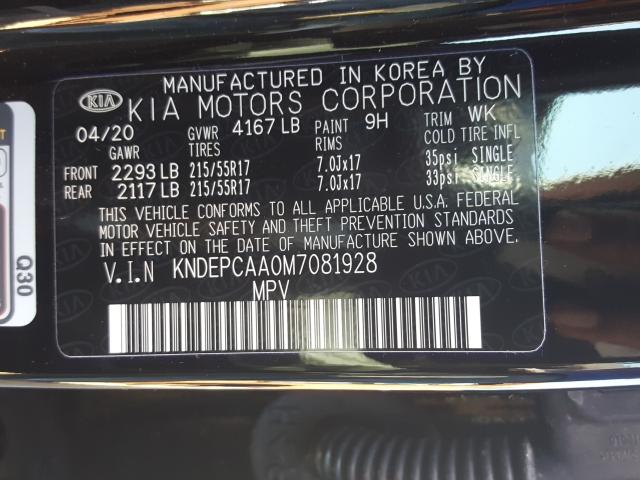 MANUFACTURED IN KOREA BY
KIA KIA MOTORS CORPORATION
04/20 GVWR 4167 LB PAINT 9H TRIM WK
GAWR TIRES RIMS COLD TIRE INFL
FRONT 2293 LB 215/55R17 7.0Jx17 35psi SINGLE
REAR 2117 LB 215/55R17 7.0Jx17 33psi SINGLE
THIS VEHICLE CONFORMS TO ALL APPLICABLE U.S.A. FEDERAL
MOTOR VEHICLE SAFETY AND THEFT PREVENTION STANDARDS
IN EFFECT ON THE DATE OF MANUFACTURE SHOWN ABOVE.
V.I.N KNDEPCAA0M7081928
MPV
Q30